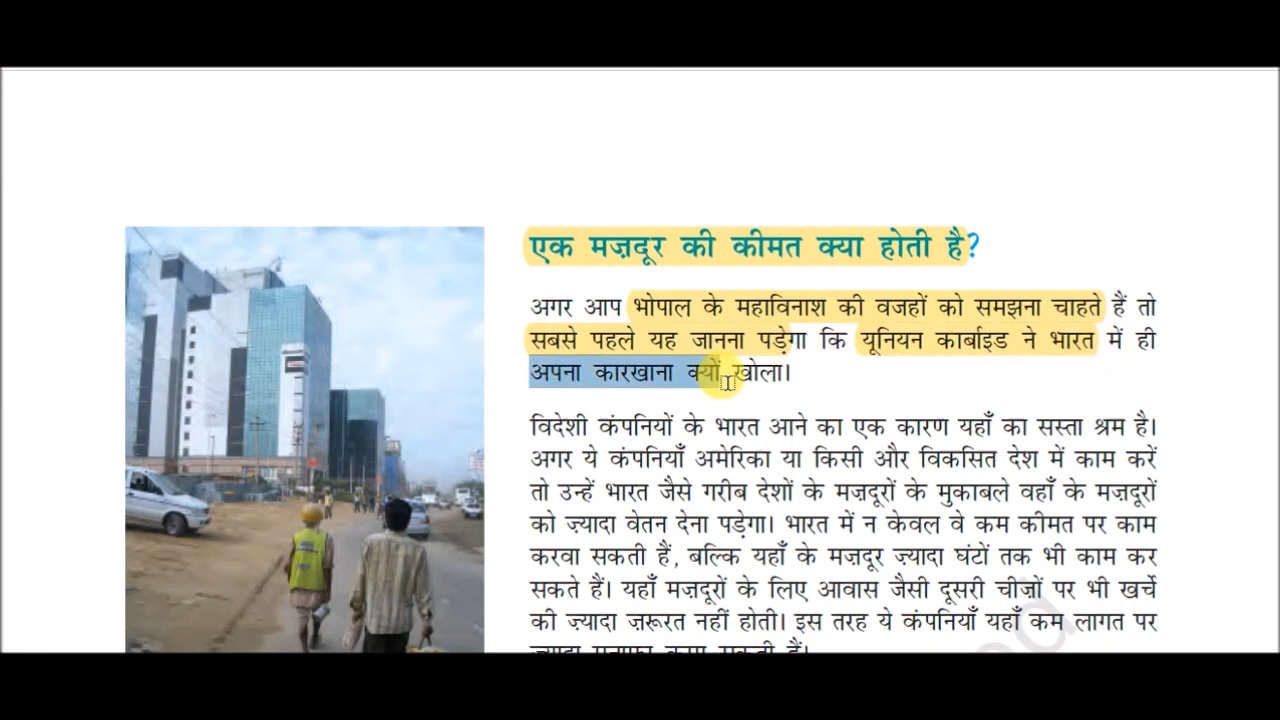 एक मज़दूर की कीमत क्या होती है?
अगर आप भोपाल के महाविनाश की वजहों को समझना चाहते हैं तो
सबसे पहले यह जानना पड़ेगा कि यूनियन कार्बाइड ने भारत में ही
अपना कारखाना क्यों खोला।
विदेशी कंपनियों के भारत आने का एक कारण यहाँ का सस्ता श्रम है।
अगर ये कंपनियाँ अमेरिका या किसी और विकसित देश में काम करें
तो उन्हें भारत जैसे गरीब देशों के मज़दूरों के मुकाबले वहाँ के मज़दूरों
को ज़्यादा वेतन देना पड़ेगा। भारत में न केवल वे कम कीमत पर काम
करवा सकती हैं, बल्कि यहाँ के मज़दूर ज़्यादा घंटों तक भी काम कर
सकते हैं। यहाँ मज़दूरों के लिए आवास जैसी दूसरी चीजों पर भी खर्चे
की ज़्यादा ज़रूरत नहीं होती। इस तरह ये कंपनियाँ यहाँ कम लागत पर